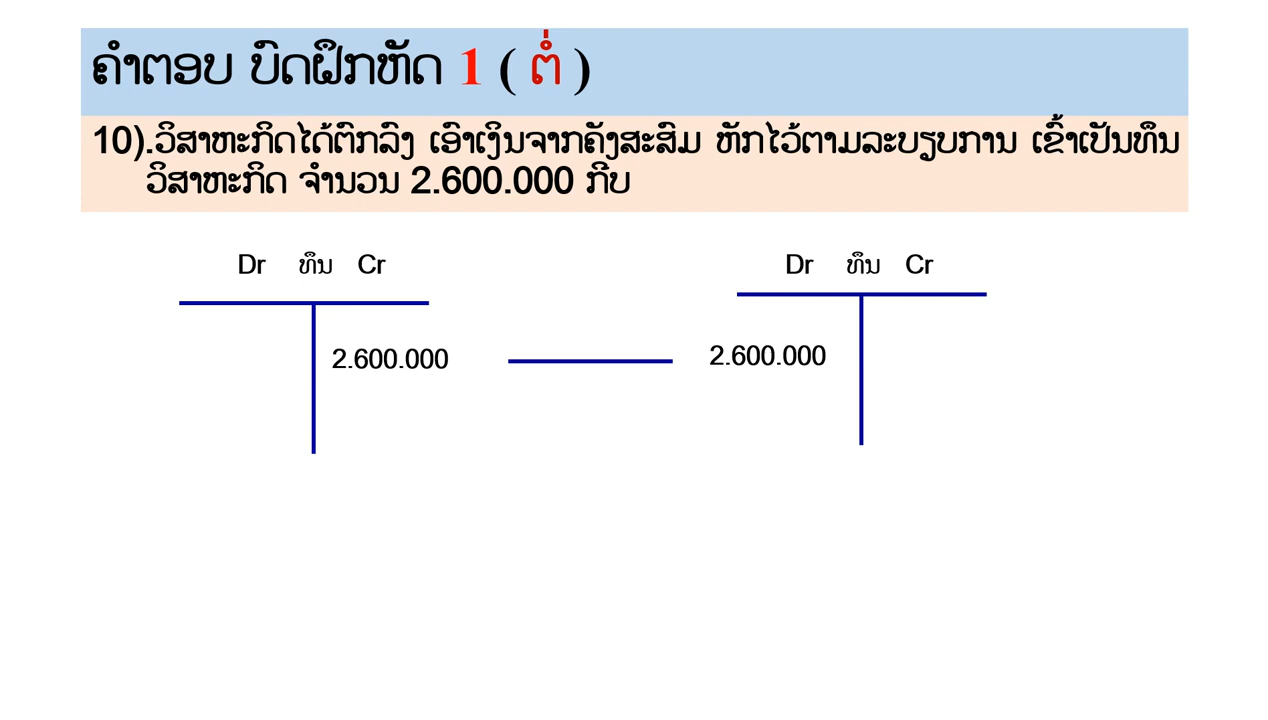 ຄຳຕອບ ບົດຝຶກຫັດ 1 ( ຕໍ່ )
10).ວິສາຫະກິດໄດ້ຕົກລົງ ເອົາເງິນຈາກຄັງສະສົມ ຫັກໄວ້ຕາມລະບຽບການ ເຂົ້າເປັນທຶນ
ວິສາຫະກິດ ຈຳນວນ 2.600.000 ກີບ
Dr ທຶນ Cr
Dr ທຶນ Cr
2.600.000
2.600.000